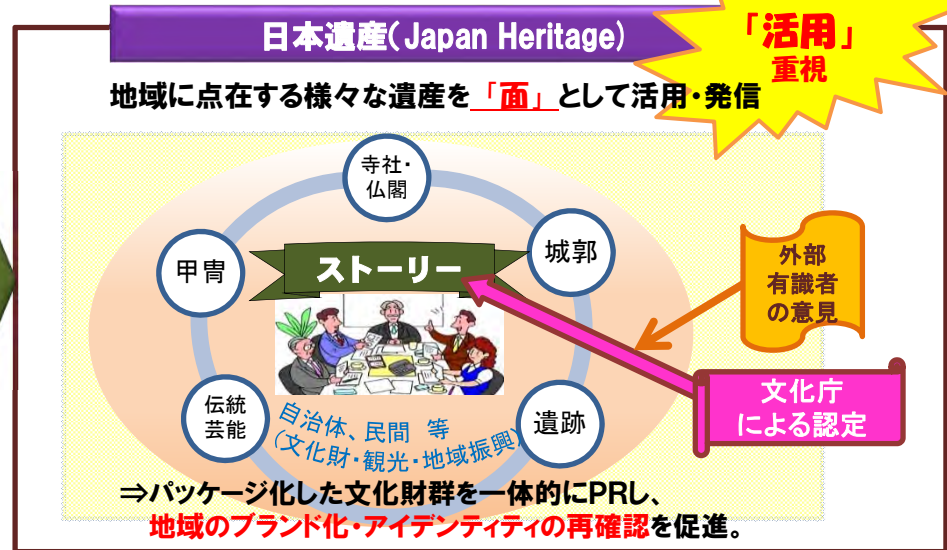 日本遺産(Japan Heritage)
「活用」
重視
地域に点在する様々な遺産を「面」として活用・発信
寺社・
仏閣
甲冑
ストーリー
城郭
外部
有識者
の意見
文化庁
による認定
伝統
芸能
遺跡
自治体、民間 等
(文化財・観光・地域振興)
⇒パッケージ化した文化財群を一体的にPRし、
地域のブランド化・アイデンティティの再確認を促進。